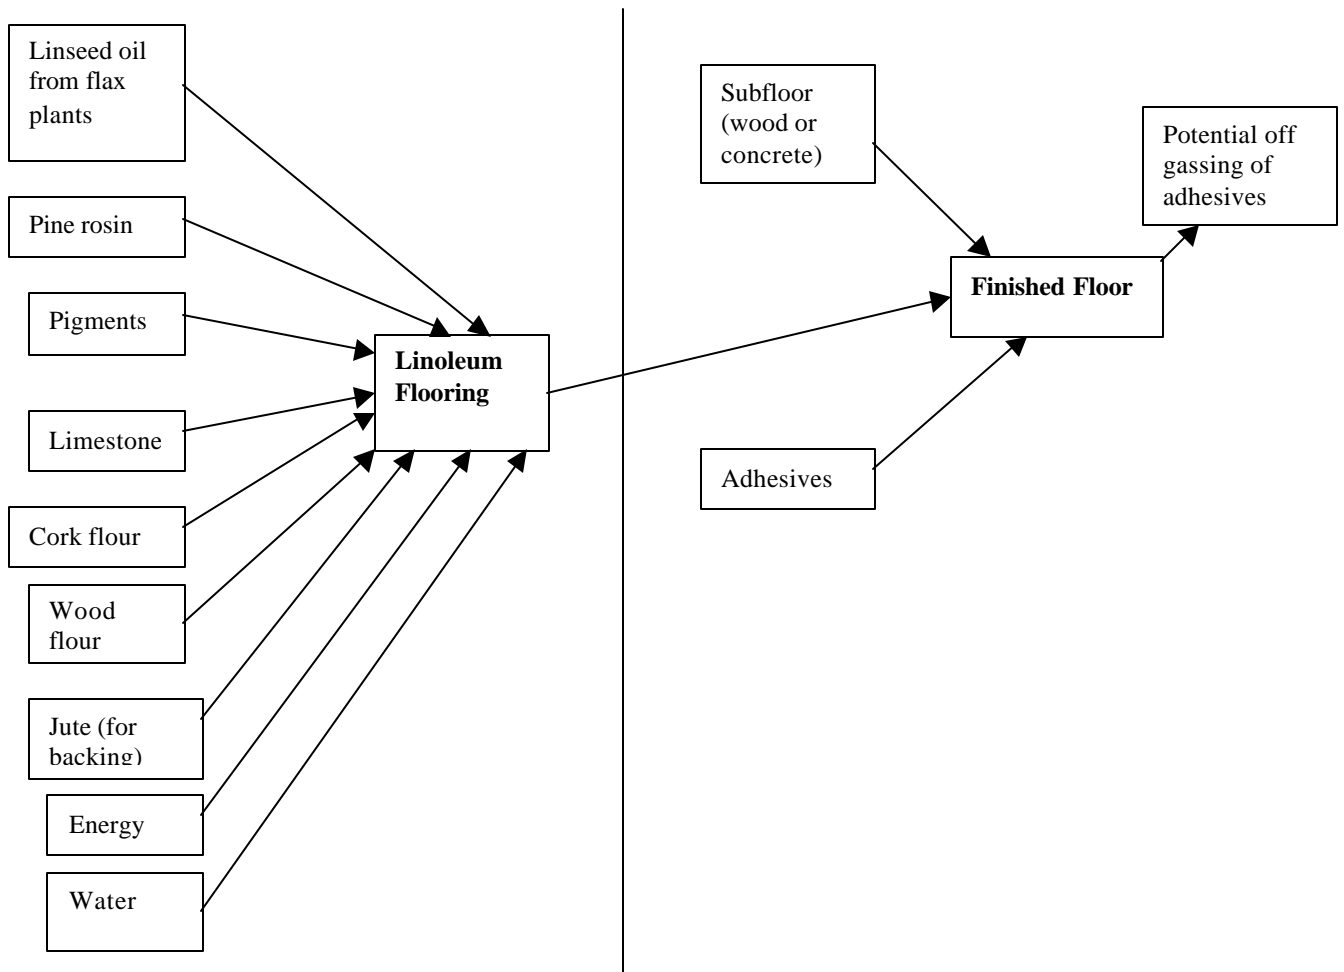 Linseed oil
from flax
plants
Pine rosin
Pigments
Limestone
Cork flour
Wood
flour
Jute (for
backing)
Energy
Water
Linoleum
Flooring
Subfloor
(wood or
concrete)
Adhesives
Finished Floor
Potential off
gassing of
adhesives